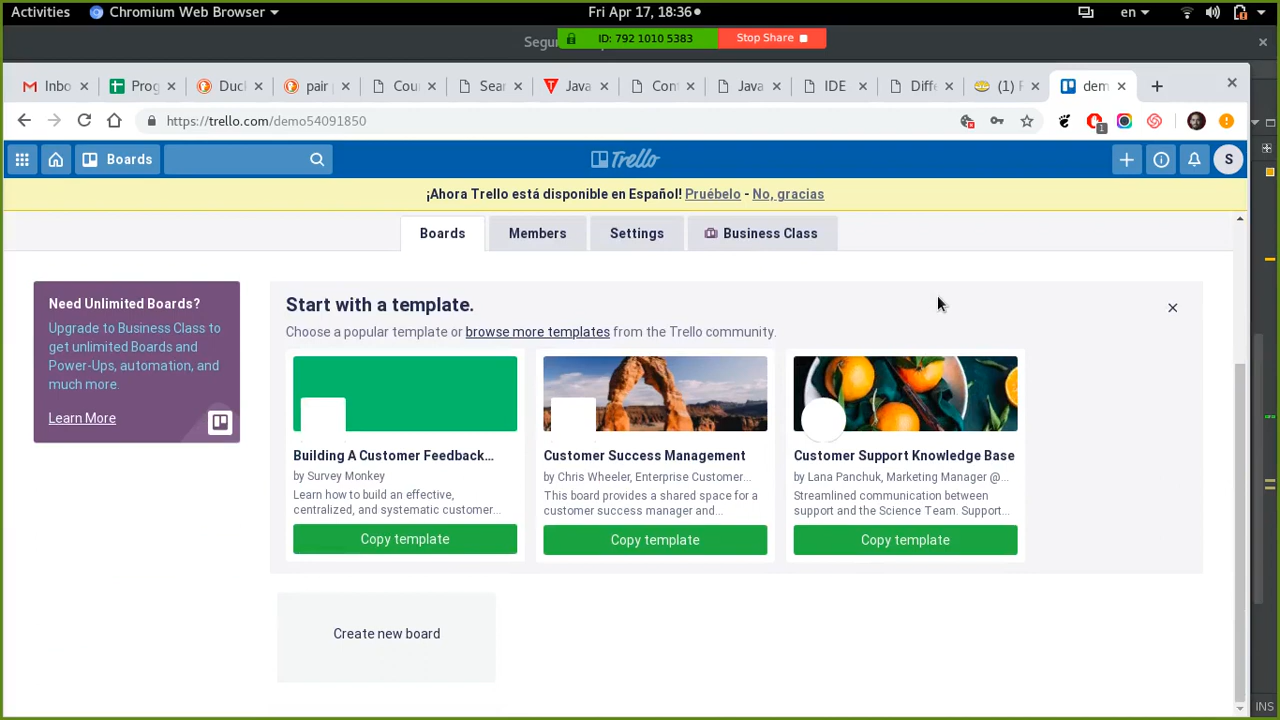 Activities Chromium Web Browser Fri Apr 17, 18:36 en
Segu
ID: 792 1010 5383 Stop Share
Inbo Prog Duc pair Cou Sear Java Con Java IDE Diffe (1) dem
https://trello.com/demo54091850
1
Boards Trello S
¡Ahora Trello está disponible en Español! Pruébelo - No, gracias
Boards Members Settings Business Class
Need Unlimited Boards?
Upgrade to Business Class to
get unlimited Boards and
Power-Ups, automation, and
much more.
Learn More
Start with a template.
Choose a popular template or browse more templates from the Trello community.
Building A Customer Feedback...
by Survey Monkey
Learn how to build an effective,
centralized, and systematic customer...
Copy template
Customer Success Management
by Chris Wheeler, Enterprise Customer...
This board provides a shared space for a
customer success manager and...
Copy template
Customer Support Knowledge Base
by Lana Panchuk, Marketing Manager @...
Streamlined communication between
support and the Science Team. Support...
Copy template
Create new board
INS